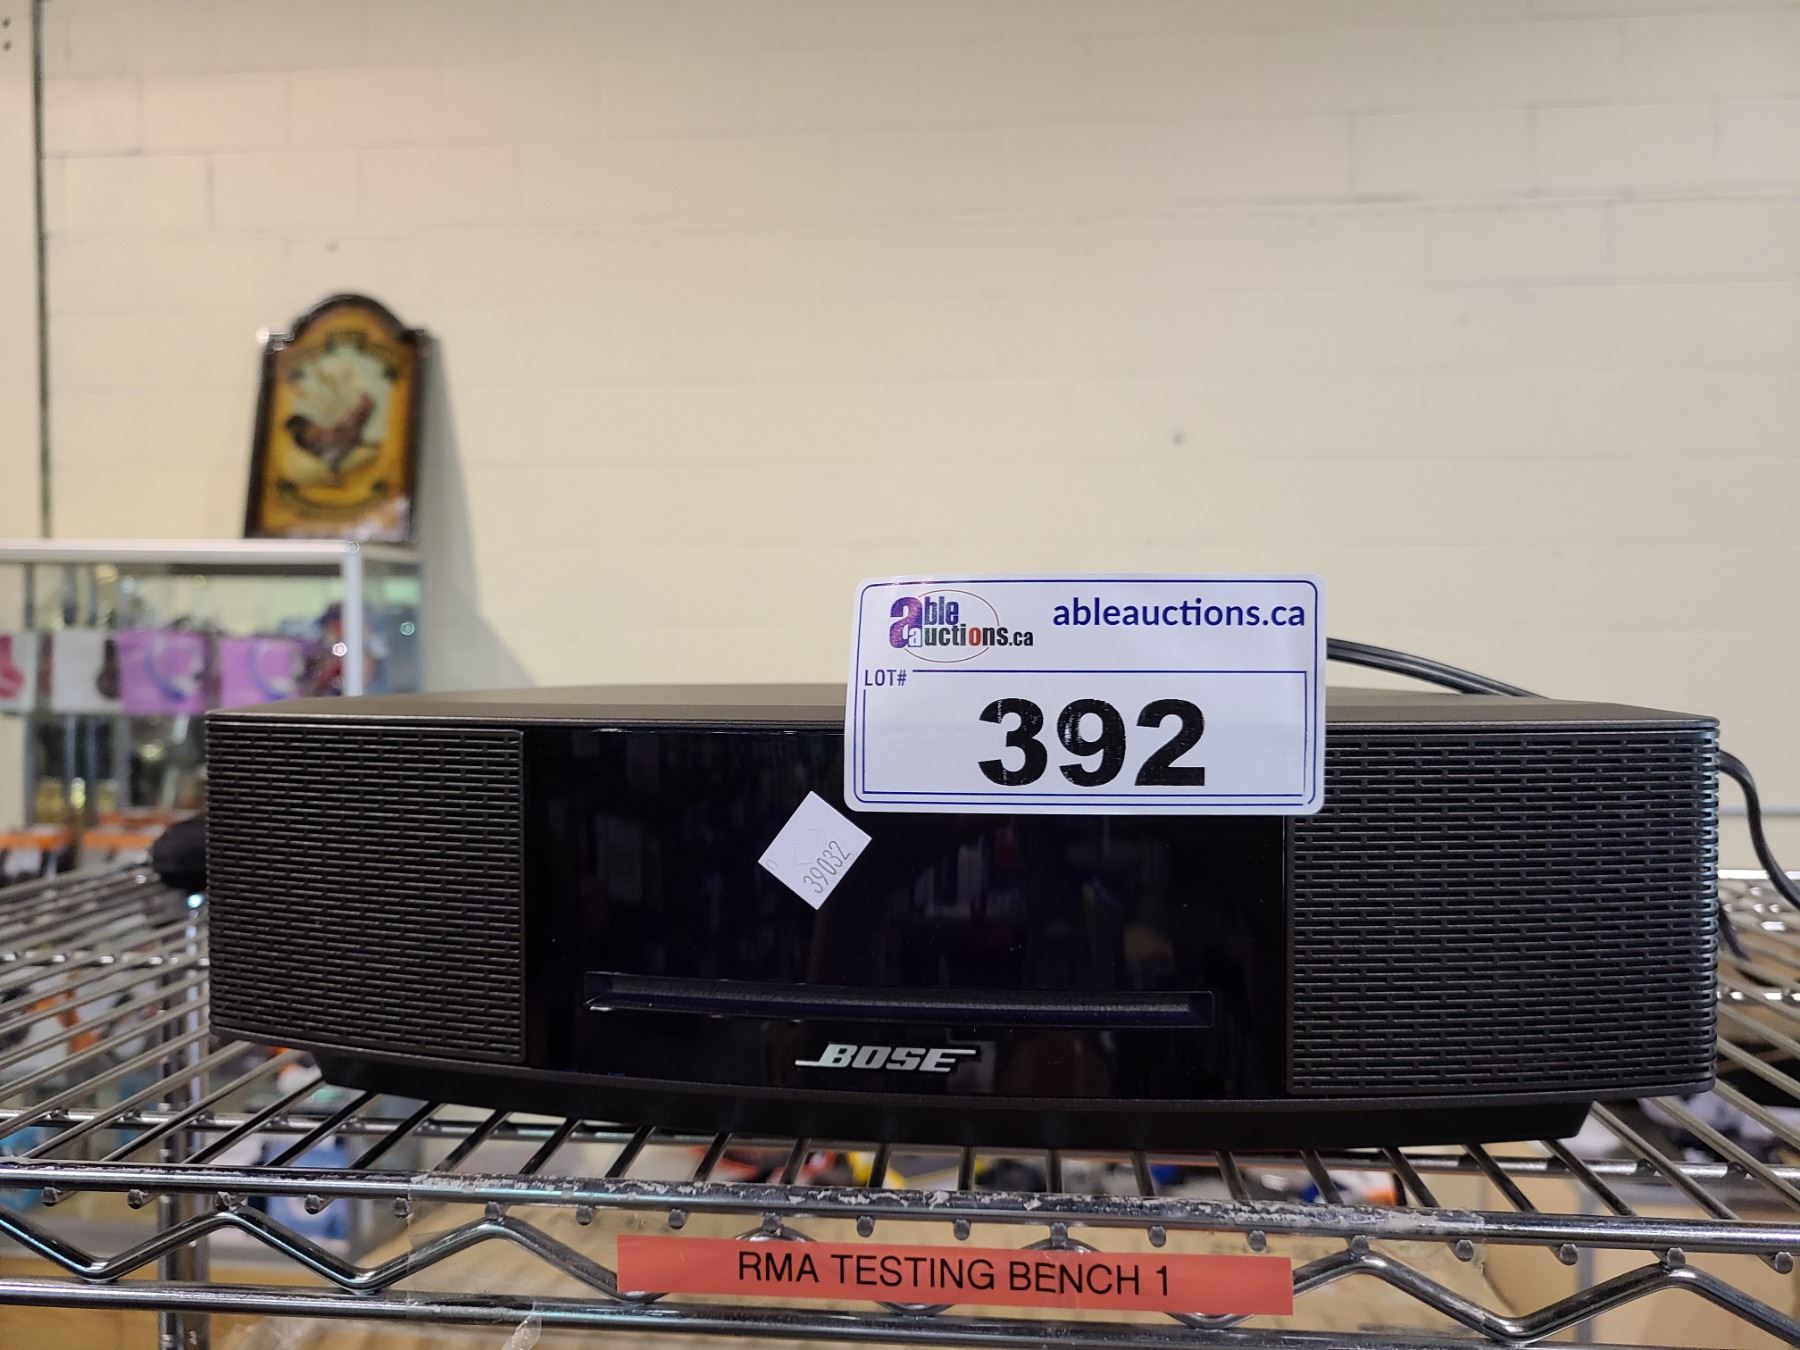 able auctions.ca
ableauctions.ca
LOT#
392
39032
BOSE
RMA TESTING BENCH 1